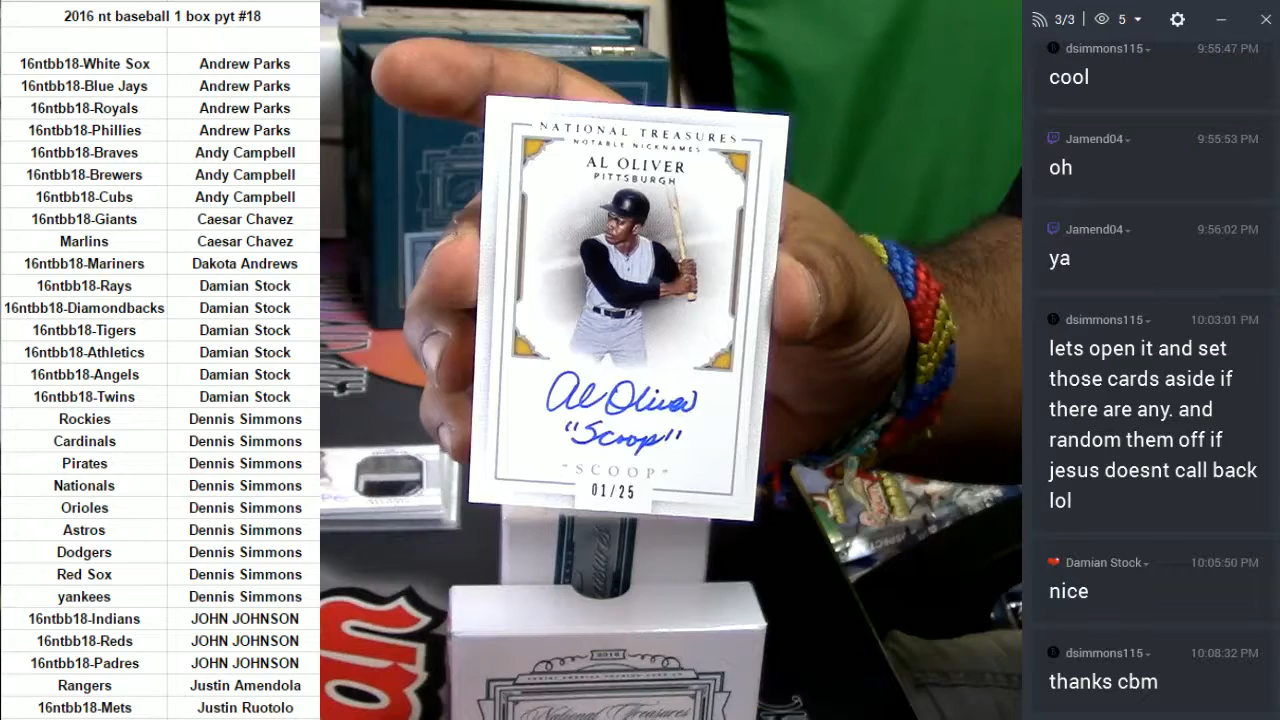 2016 nt baseball 1 box pyt #18
16ntbb18-White Sox Andrew Parks
16ntbb18-Blue Jays Andrew Parks
16ntbb18-Royals Andrew Parks
16ntbb18-Phillies Andrew Parks
16ntbb18-Braves Andy Campbell
16ntbb18-Brewers Andy Campbell
16ntbb18-Cubs Andy Campbell
16ntbb18-Giants Caesar Chavez
Marlins Caesar Chavez
16ntbb18-Mariners Dakota Andrews
16ntbb18-Rays Damian Stock
16ntbb18-Diamondbacks Damian Stock
16ntbb18-Tigers Damian Stock
16ntbb18-Athletics Damian Stock
16ntbb18-Angels Damian Stock
16ntbb18-Twins Damian Stock
Rockies Dennis Simmons
Cardinals Dennis Simmons
Pirates Dennis Simmons
Nationals Dennis Simmons
Orioles Dennis Simmons
Astros Dennis Simmons
Dodgers Dennis Simmons
Red Sox Dennis Simmons
yankees Dennis Simmons
16ntbb18-Indians JOHN JOHNSON
16ntbb18-Reds JOHN JOHNSON
16ntbb18-Padres JOHN JOHNSON
Rangers Justin Amendola
16ntbb18-Mets Justin Ruotolo
NATIONAL TREASURES
NOTABLE NICKNAMES
AL OLIVER
PITTSBURGH
Al Oliver
"Scoop"
"SCOOP"
01/25
Treasures
2016
National Treasures
3/3 5
dsimmons115 9:55:47 PM
cool
Jamend04 9:55:53 PM
oh
Jamend04 9:56:02 PM
ya
dsimmons115 10:03:01 PM
lets open it and set
those cards aside if
there are any. and
random them off if
jesus doesnt call back
lol
Damian Stock 10:05:50 PM
nice
dsimmons115 10:08:32 PM
thanks cbm